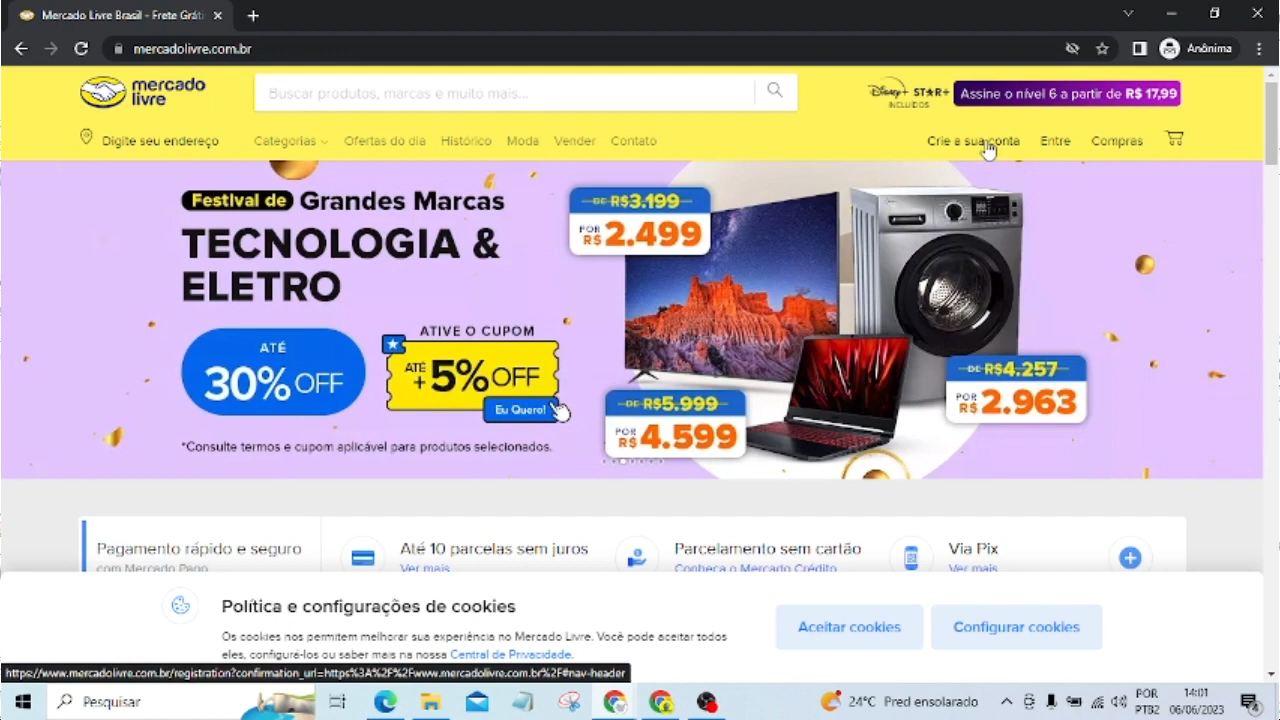 Mercado Livre Brasil - Frete Gráti
mercadolivre.com.br
Anônima
mercado
livre
Buscar produtos, marcas e muito mais...
Disney+ STAR+
INCLUÍDOS
Assine o nível 6 a partir de R$ 17,99
Digite seu endereço
Categorias
Ofertas do dia
Histórico
Moda
Vender
Contato
Crie a sua conta
Entre
Compras
Festival de Grandes Marcas
TECNOLOGIA &
ELETRO
ATÉ
30% OFF
ATIVE O CUPOM
ATÉ
+ 5% OFF
Eu Quero!
*Consulte termos e cupom aplicável para produtos selecionados.
DE R$3.199
POR
R$ 2.499
DE R$5.999
POR
R$ 4.599
DE R$4.257
POR
R$ 2.963
Pagamento rápido e seguro
com Mercado Pago
Até 10 parcelas sem juros
Ver mais
Parcelamento sem cartão
Conheça o Mercado Crédito
Via Pix
Ver mais
Política e configurações de cookies
Os cookies nos permitem melhorar sua experiência no Mercado Livre. Você pode aceitar todos
eles, configurá-los ou saber mais na nossa Central de Privacidade.
Aceitar cookies
Configurar cookies
https://www.mercadolivre.com.br/registration?confirmation_url=https%3A%2F%2Fwww.mercadolivre.com.br%2F#nav-header
Pesquisar
24°C Pred ensolarado
POR
PTB2
14:01
06/06/2023
4